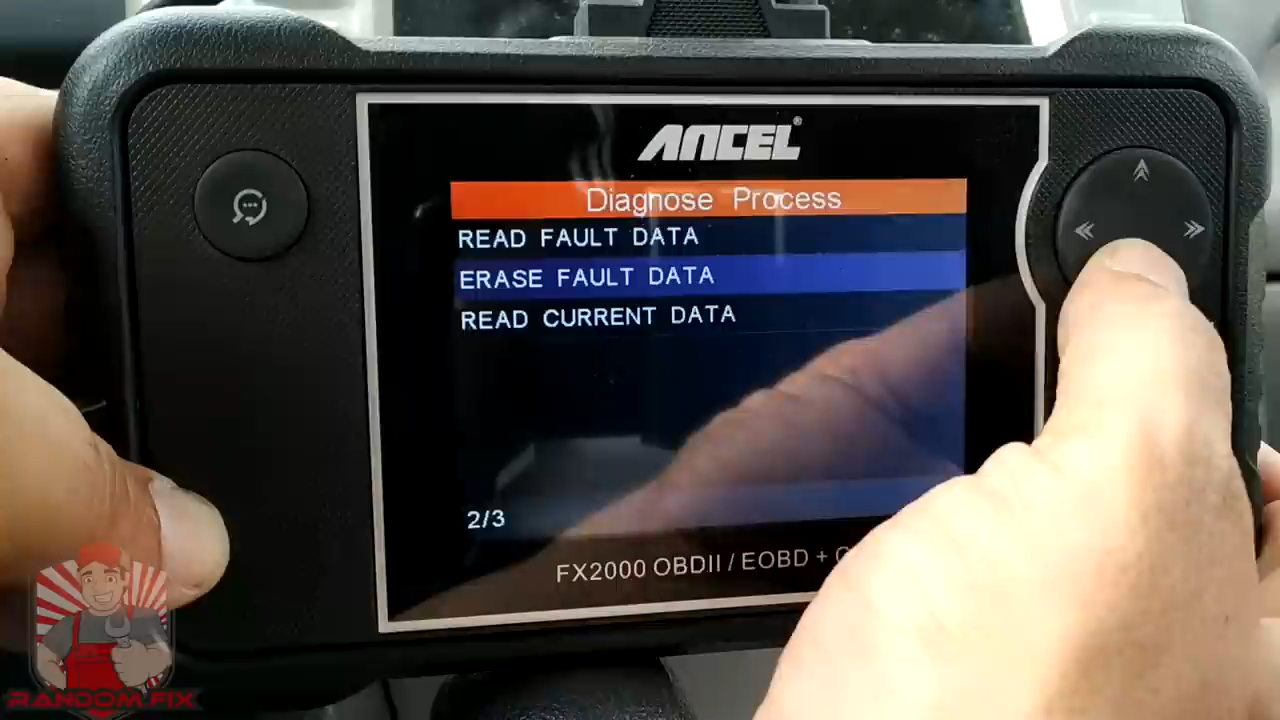 ANCEL®
Diagnose Process
READ FAULT DATA
ERASE FAULT DATA
READ CURRENT DATA
2/3
FX2000 OBDII / EOBD +
RANDOM FIX